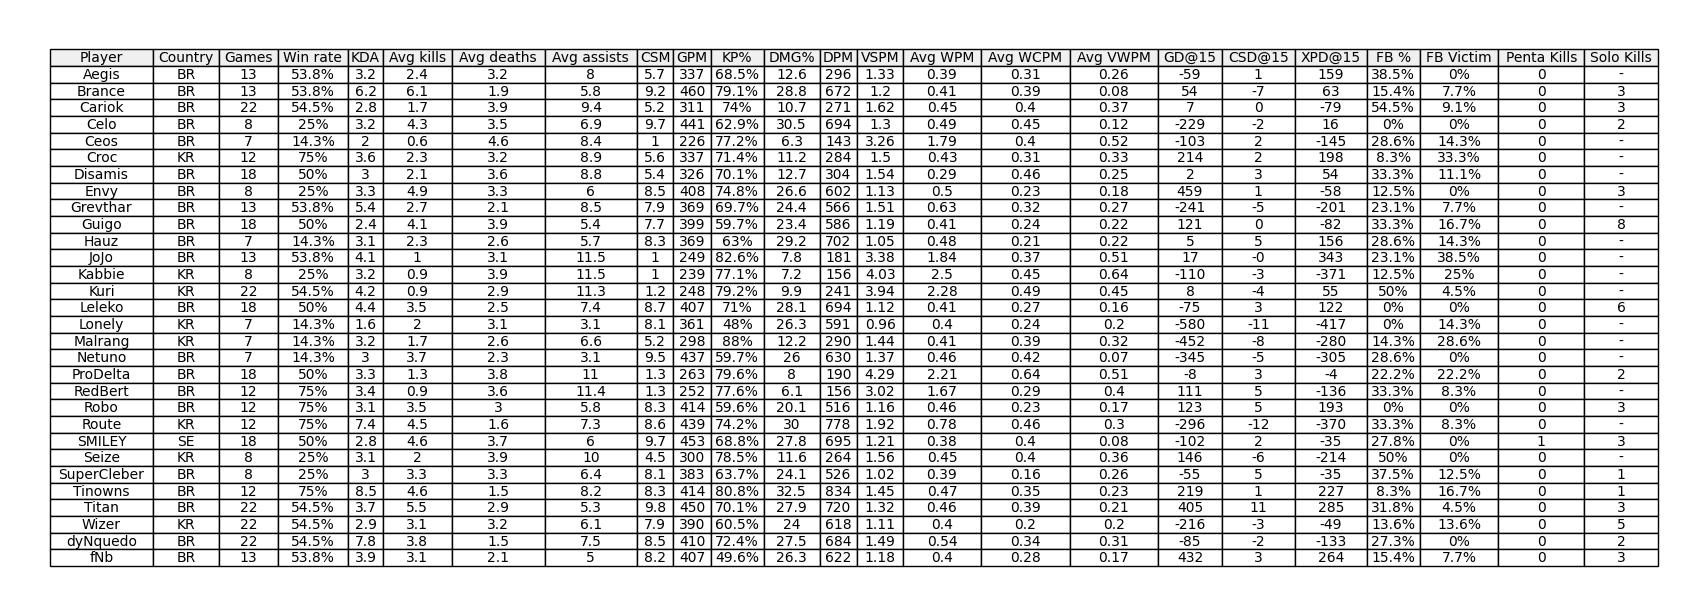 Player Country Games Win rate KDA Avg kills Avg deaths Avg assists CSM GPM KP% DMG% DPM VSPM Avg WPM Avg WCPM Avg VWPM GD@15 CSD@15 XPD@15 FB % FB Victim Penta Kills Solo Kills
Aegis BR 13 53.8% 3.2 2.4 3.2 8 5.7 337 68.5% 12.6 296 1.33 0.39 0.31 0.26 -59 1 159 38.5% 0% 0 -
Brance BR 13 53.8% 6.2 6.1 1.9 5.8 9.2 460 79.1% 28.8 672 1.2 0.41 0.39 0.08 54 -7 63 15.4% 7.7% 0 3
Cariok BR 22 54.5% 2.8 1.7 3.9 9.4 5.2 311 74% 10.7 271 1.62 0.45 0.4 0.37 7 0 -79 54.5% 9.1% 0 3
Celo BR 8 25% 3.2 4.3 3.5 6.9 9.7 441 62.9% 30.5 694 1.3 0.49 0.45 0.12 -229 -2 16 0% 0% 0 2
Ceos BR 7 14.3% 2 0.6 4.6 8.4 1 226 77.2% 6.3 143 3.26 1.79 0.4 0.52 -103 2 -145 28.6% 14.3% 0 -
Croc KR 12 75% 3.6 2.3 3.2 8.9 5.6 337 71.4% 11.2 284 1.5 0.43 0.31 0.33 214 2 198 8.3% 33.3% 0 -
Disamis BR 18 50% 3 2.1 3.6 8.8 5.4 326 70.1% 12.7 304 1.54 0.29 0.46 0.25 2 3 54 33.3% 11.1% 0 -
Envy BR 8 25% 3.3 4.9 3.3 6 8.5 408 74.8% 26.6 602 1.13 0.5 0.23 0.18 459 1 -58 12.5% 0% 0 3
Grevthar BR 13 53.8% 5.4 2.7 2.1 8.5 7.9 369 69.7% 24.4 566 1.51 0.63 0.32 0.27 -241 -5 -201 23.1% 7.7% 0 -
Guigo BR 18 50% 2.4 4.1 3.9 5.4 7.7 399 59.7% 23.4 586 1.19 0.41 0.24 0.22 121 0 -82 33.3% 16.7% 0 8
Hauz BR 7 14.3% 3.1 2.3 2.6 5.7 8.3 369 63% 29.2 702 1.05 0.48 0.21 0.22 5 5 156 28.6% 14.3% 0 -
JoJo BR 13 53.8% 4.1 1 3.1 11.5 1 249 82.6% 7.8 181 3.38 1.84 0.37 0.51 17 -0 343 23.1% 38.5% 0 -
Kabbie KR 8 25% 3.2 0.9 3.9 11.5 1 239 77.1% 7.2 156 4.03 2.5 0.45 0.64 -110 -3 -371 12.5% 25% 0 -
Kuri KR 22 54.5% 4.2 0.9 2.9 11.3 1.2 248 79.2% 9.9 241 3.94 2.28 0.49 0.45 8 -4 55 50% 4.5% 0 -
Leleko BR 18 50% 4.4 3.5 2.5 7.4 8.7 407 71% 28.1 694 1.12 0.41 0.27 0.16 -75 3 122 0% 0% 0 6
Lonely KR 7 14.3% 1.6 2 3.1 3.1 8.1 361 48% 26.3 591 0.96 0.4 0.24 0.2 -580 -11 -417 0% 14.3% 0 -
Malrang KR 7 14.3% 3.2 1.7 2.6 6.6 5.2 298 88% 12.2 290 1.44 0.41 0.39 0.32 -452 -8 -280 14.3% 28.6% 0 -
Netuno BR 7 14.3% 3 3.7 2.3 3.1 9.5 437 59.7% 26 630 1.37 0.46 0.42 0.07 -345 -5 -305 28.6% 0% 0 -
ProDelta BR 18 50% 3.3 1.3 3.8 11 1.3 263 79.6% 8 190 4.29 2.21 0.64 0.51 -8 3 -4 22.2% 22.2% 0 2
RedBert BR 12 75% 3.4 0.9 3.6 11.4 1.3 252 77.6% 6.1 156 3.02 1.67 0.29 0.4 111 5 -136 33.3% 8.3% 0 -
Robo BR 12 75% 3.1 3.5 3 5.8 8.3 414 59.6% 20.1 516 1.16 0.46 0.23 0.17 123 5 193 0% 0% 0 3
Route KR 12 75% 7.4 4.5 1.6 7.3 8.6 439 74.2% 30 778 1.92 0.78 0.46 0.3 -296 -12 -370 33.3% 8.3% 0 -
SMILEY SE 18 50% 2.8 4.6 3.7 6 9.7 453 68.8% 27.8 695 1.21 0.38 0.4 0.08 -102 2 -35 27.8% 0% 1 3
Seize KR 8 25% 3.1 2 3.9 10 4.5 300 78.5% 11.6 264 1.56 0.45 0.4 0.36 146 -6 -214 50% 0% 0 -
SuperCleber BR 8 25% 3 3.3 3.3 6.4 8.1 383 63.7% 24.1 526 1.02 0.39 0.16 0.26 -55 5 -35 37.5% 12.5% 0 1
Tinowns BR 12 75% 8.5 4.6 1.5 8.2 8.3 414 80.8% 32.5 834 1.45 0.47 0.35 0.23 219 1 227 8.3% 16.7% 0 1
Titan BR 22 54.5% 3.7 5.5 2.9 5.3 9.8 450 70.1% 27.9 720 1.32 0.46 0.39 0.21 405 11 285 31.8% 4.5% 0 3
Wizer KR 22 54.5% 2.9 3.1 3.2 6.1 7.9 390 60.5% 24 618 1.11 0.4 0.2 0.2 -216 -3 -49 13.6% 13.6% 0 5
dyNquedo BR 22 54.5% 7.8 3.8 1.5 7.5 8.5 410 72.4% 27.5 684 1.49 0.54 0.34 0.31 -85 -2 -133 27.3% 0% 0 2
fNb BR 13 53.8% 3.9 3.1 2.1 5 8.2 407 49.6% 26.3 622 1.18 0.4 0.28 0.17 432 3 264 15.4% 7.7% 0 3